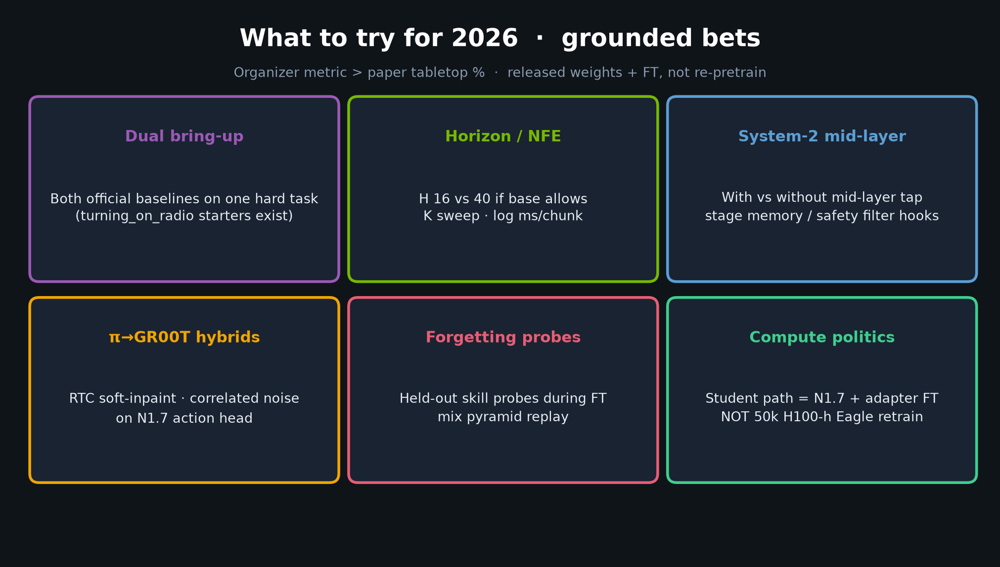 What to try for 2026 · grounded bets
Organizer metric > paper tabletop % · released weights + FT, not re-pretrain
Dual bring-up
Both official baselines on one hard task
(turning_on_radio starters exist)
Horizon / NFE
H 16 vs 40 if base allows
K sweep · log ms/chunk
System-2 mid-layer
With vs without mid-layer tap
stage memory / safety filter hooks
π→GR00T hybrids
RTC soft-inpaint · correlated noise
on N1.7 action head
Forgetting probes
Held-out skill probes during FT
mix pyramid replay
Compute politics
Student path = N1.7 + adapter FT
NOT 50k H100-h Eagle retrain